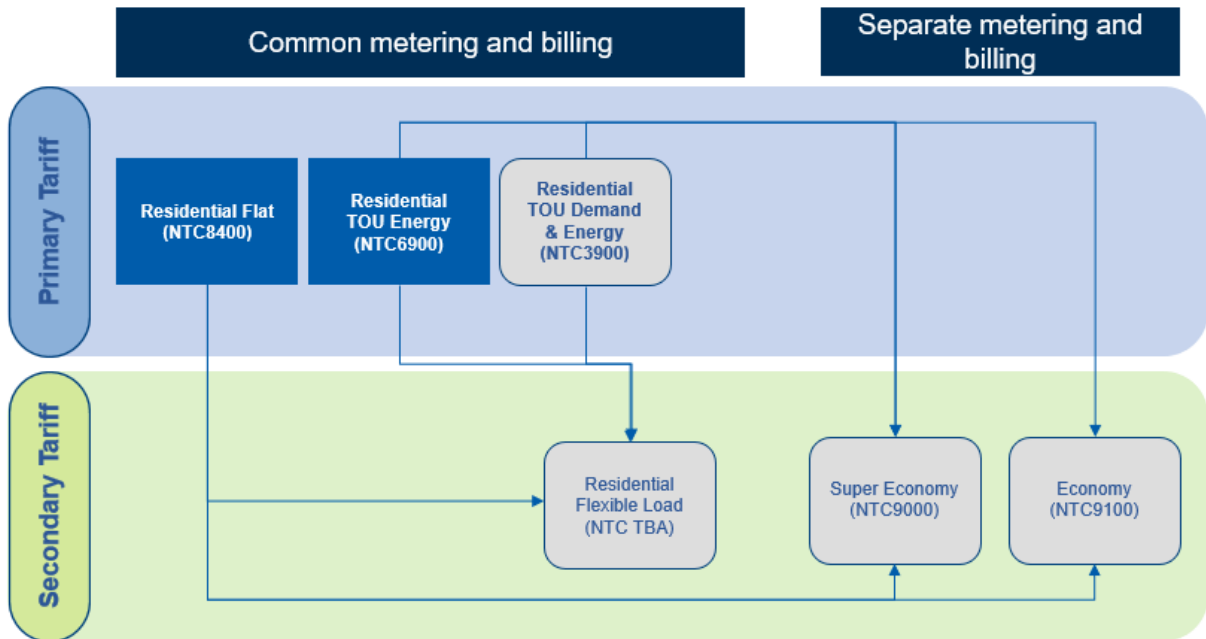 Common metering and billing
Separate metering and
billing
Primary Tariff
Residential Flat
(NTC8400)
Residential
TOU Energy
(NTC6900)
Residential
TOU Demand
& Energy
(NTC3900)
Secondary Tariff
Residential
Flexible Load
(NTC TBA)
Super Economy
(NTC9000)
Economy
(NTC9100)